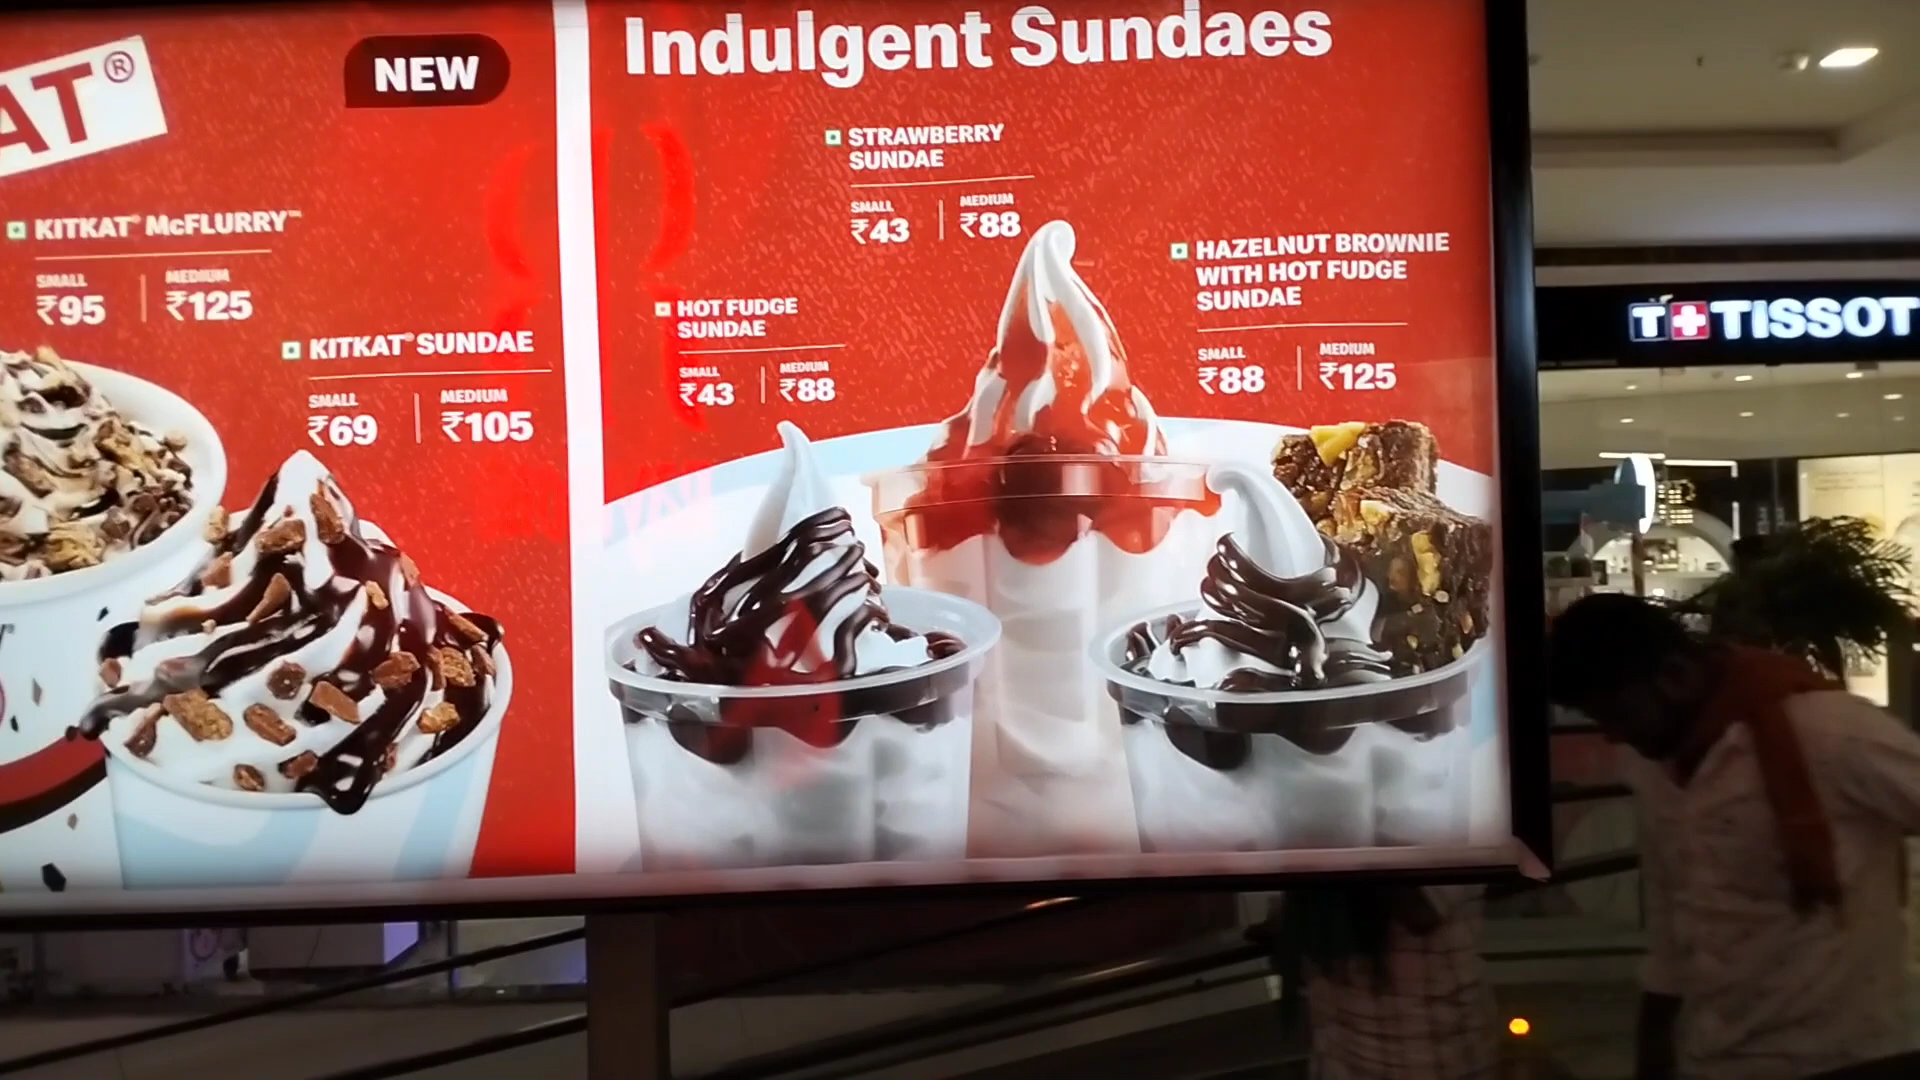 AT®
NEW
KITKAT® McFLURRY™
SMALL
MEDIUM
₹95
₹125
KITKAT® SUNDAE
SMALL
MEDIUM
₹69
₹105
Indulgent Sundaes
STRAWBERRY
SUNDAE
SMALL
MEDIUM
₹43
₹88
HOT FUDGE
SUNDAE
SMALL
MEDIUM
₹43
₹88
HAZELNUT BROWNIE
WITH HOT FUDGE
SUNDAE
SMALL
MEDIUM
₹88
₹125
T+ TISSOT